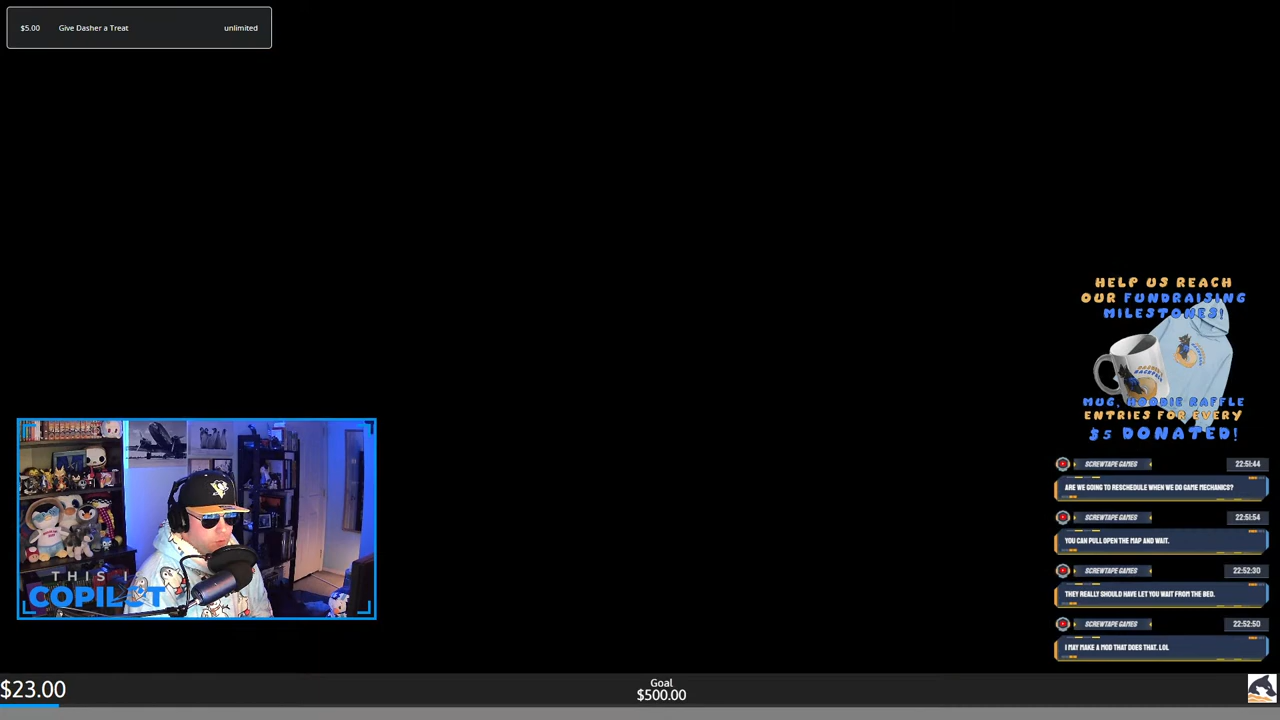 $5.00 Give Dasher a Treat unlimited
HELP US REACH
OUR FUNDRAISING
MILESTONES!
MUG, HOODIE RAFFLE
ENTRIES FOR EVERY
$5 DONATED!
SCREWTAPE GAMES 22:51:44
ARE WE GOING TO RESCHEDULE WHEN WE DO GAME MECHANICS?
SCREWTAPE GAMES 22:51:54
YOU CAN PULL OPEN THE MAP AND WAIT.
SCREWTAPE GAMES 22:52:30
THEY REALLY SHOULD HAVE LET YOU WAIT FROM THE BED.
SCREWTAPE GAMES 22:52:50
I MAY MAKE A MOD THAT DOES THAT. LOL
THIS I
COPILOT
$23.00
Goal
$500.00